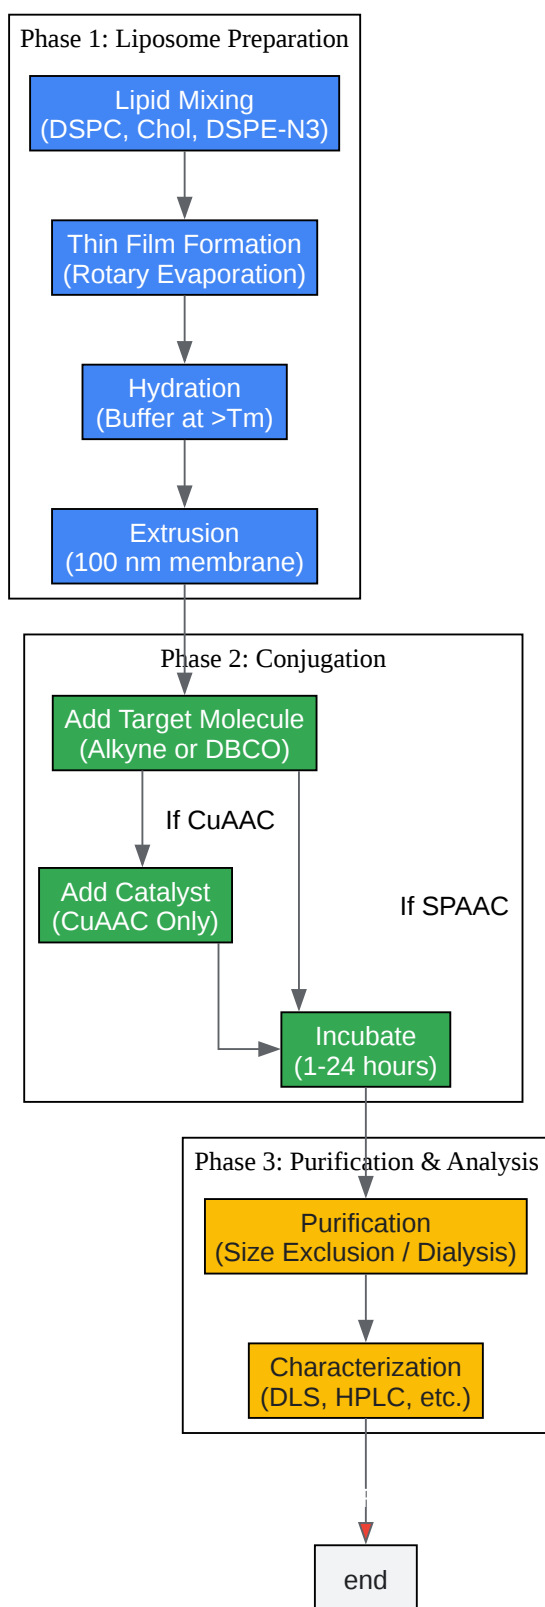 Phase 1: Liposome Preparation
Lipid Mixing
(DSPC, Chol, DSPE-N3)
Thin Film Formation
(Rotary Evaporation)
Hydration
(Buffer at >Tm)
Extrusion
(100 nm membrane)
Phase 2: Conjugation
Add Target Molecule
(Alkyne or DBCO)
If CuAAC
Add Catalyst
(CuAAC Only)
If SPAAC
Incubate
(1-24 hours)
Phase 3: Purification & Analysis
Purification
(Size Exclusion / Dialysis)
Characterization
(DLS, HPLC, etc.)
end